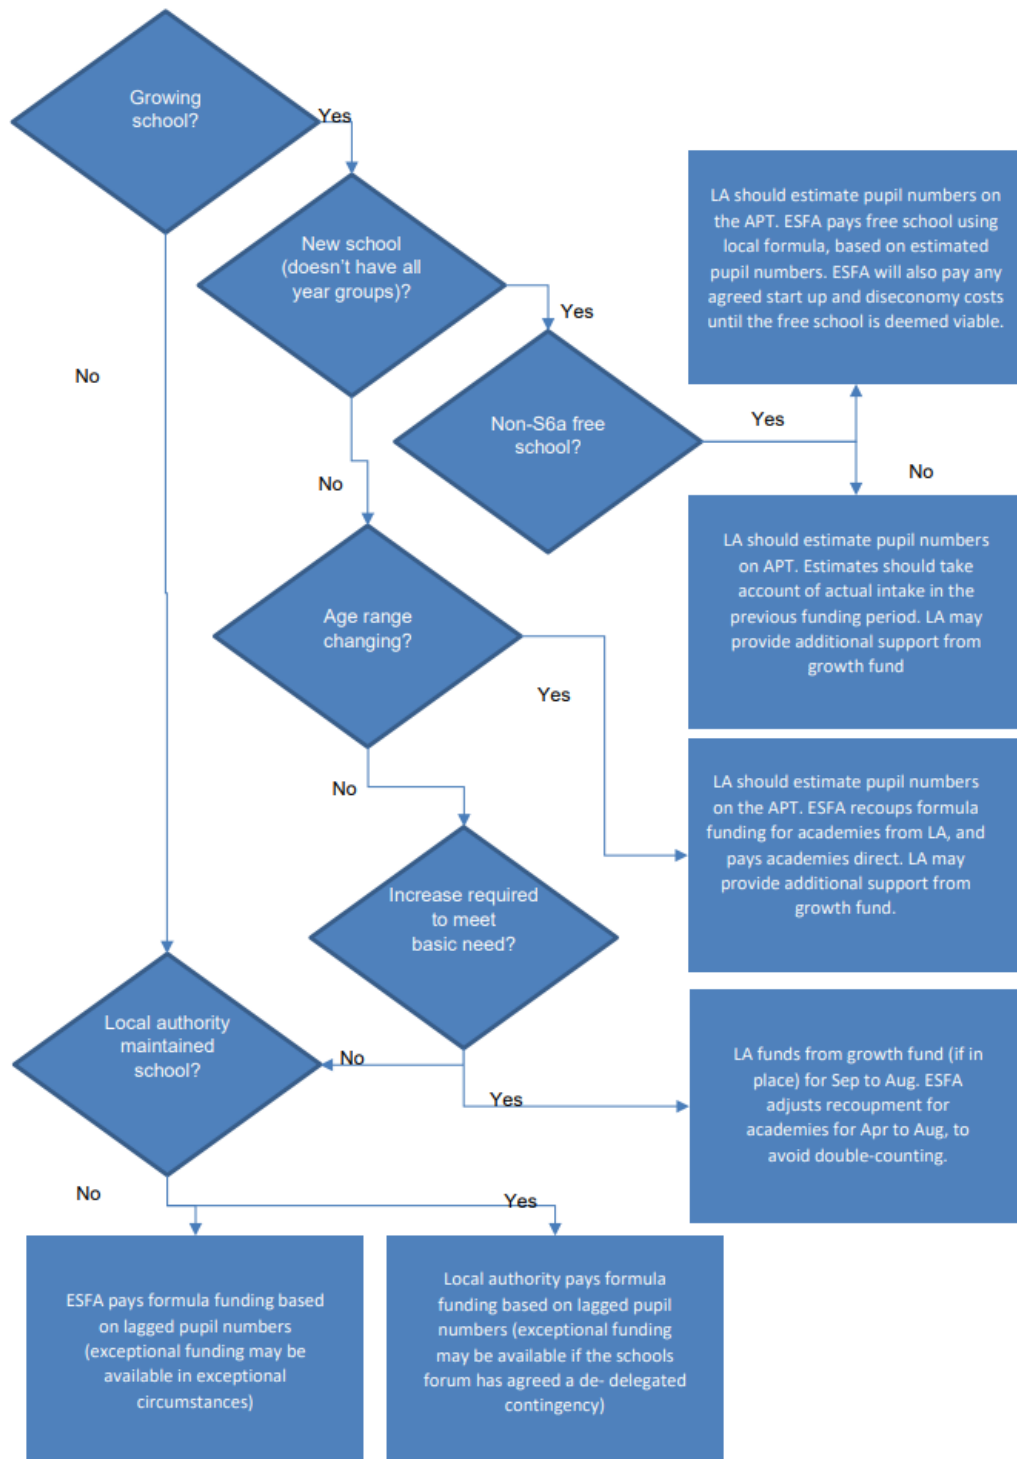 Growing
school?
Yes
New school
(doesn't have all
year groups)?
Yes
LA should estimate pupil numbers on
the APT. ESFA pays free school using
local formula, based on estimated
pupil numbers. ESFA will also pay any
agreed start up and diseconomy costs
until the free school is deemed viable.
No
Non-S6a free
school?
Yes
No
No
LA should estimate pupil numbers
on APT. Estimates should take
account of actual intake in the
previous funding period. LA may
provide additional support from
growth fund
Age range
changing?
Yes
No
LA should estimate pupil numbers
on the APT. ESFA recoups formula
funding for academies from LA, and
pays academies direct. LA may
provide additional support from
growth fund.
Increase required
to meet
basic need?
Local authority
maintained
school?
No
Yes
LA funds from growth fund (if in
place) for Sep to Aug. ESFA
adjusts recoupment for
academies for Apr to Aug, to
avoid double-counting.
No
Yes
ESFA pays formula funding based
on lagged pupil numbers
(exceptional funding may be
available in exceptional
circumstances)
Local authority pays formula
funding based on lagged pupil
numbers (exceptional funding
may be available if the schools
forum has agreed a de- delegated
contingency)